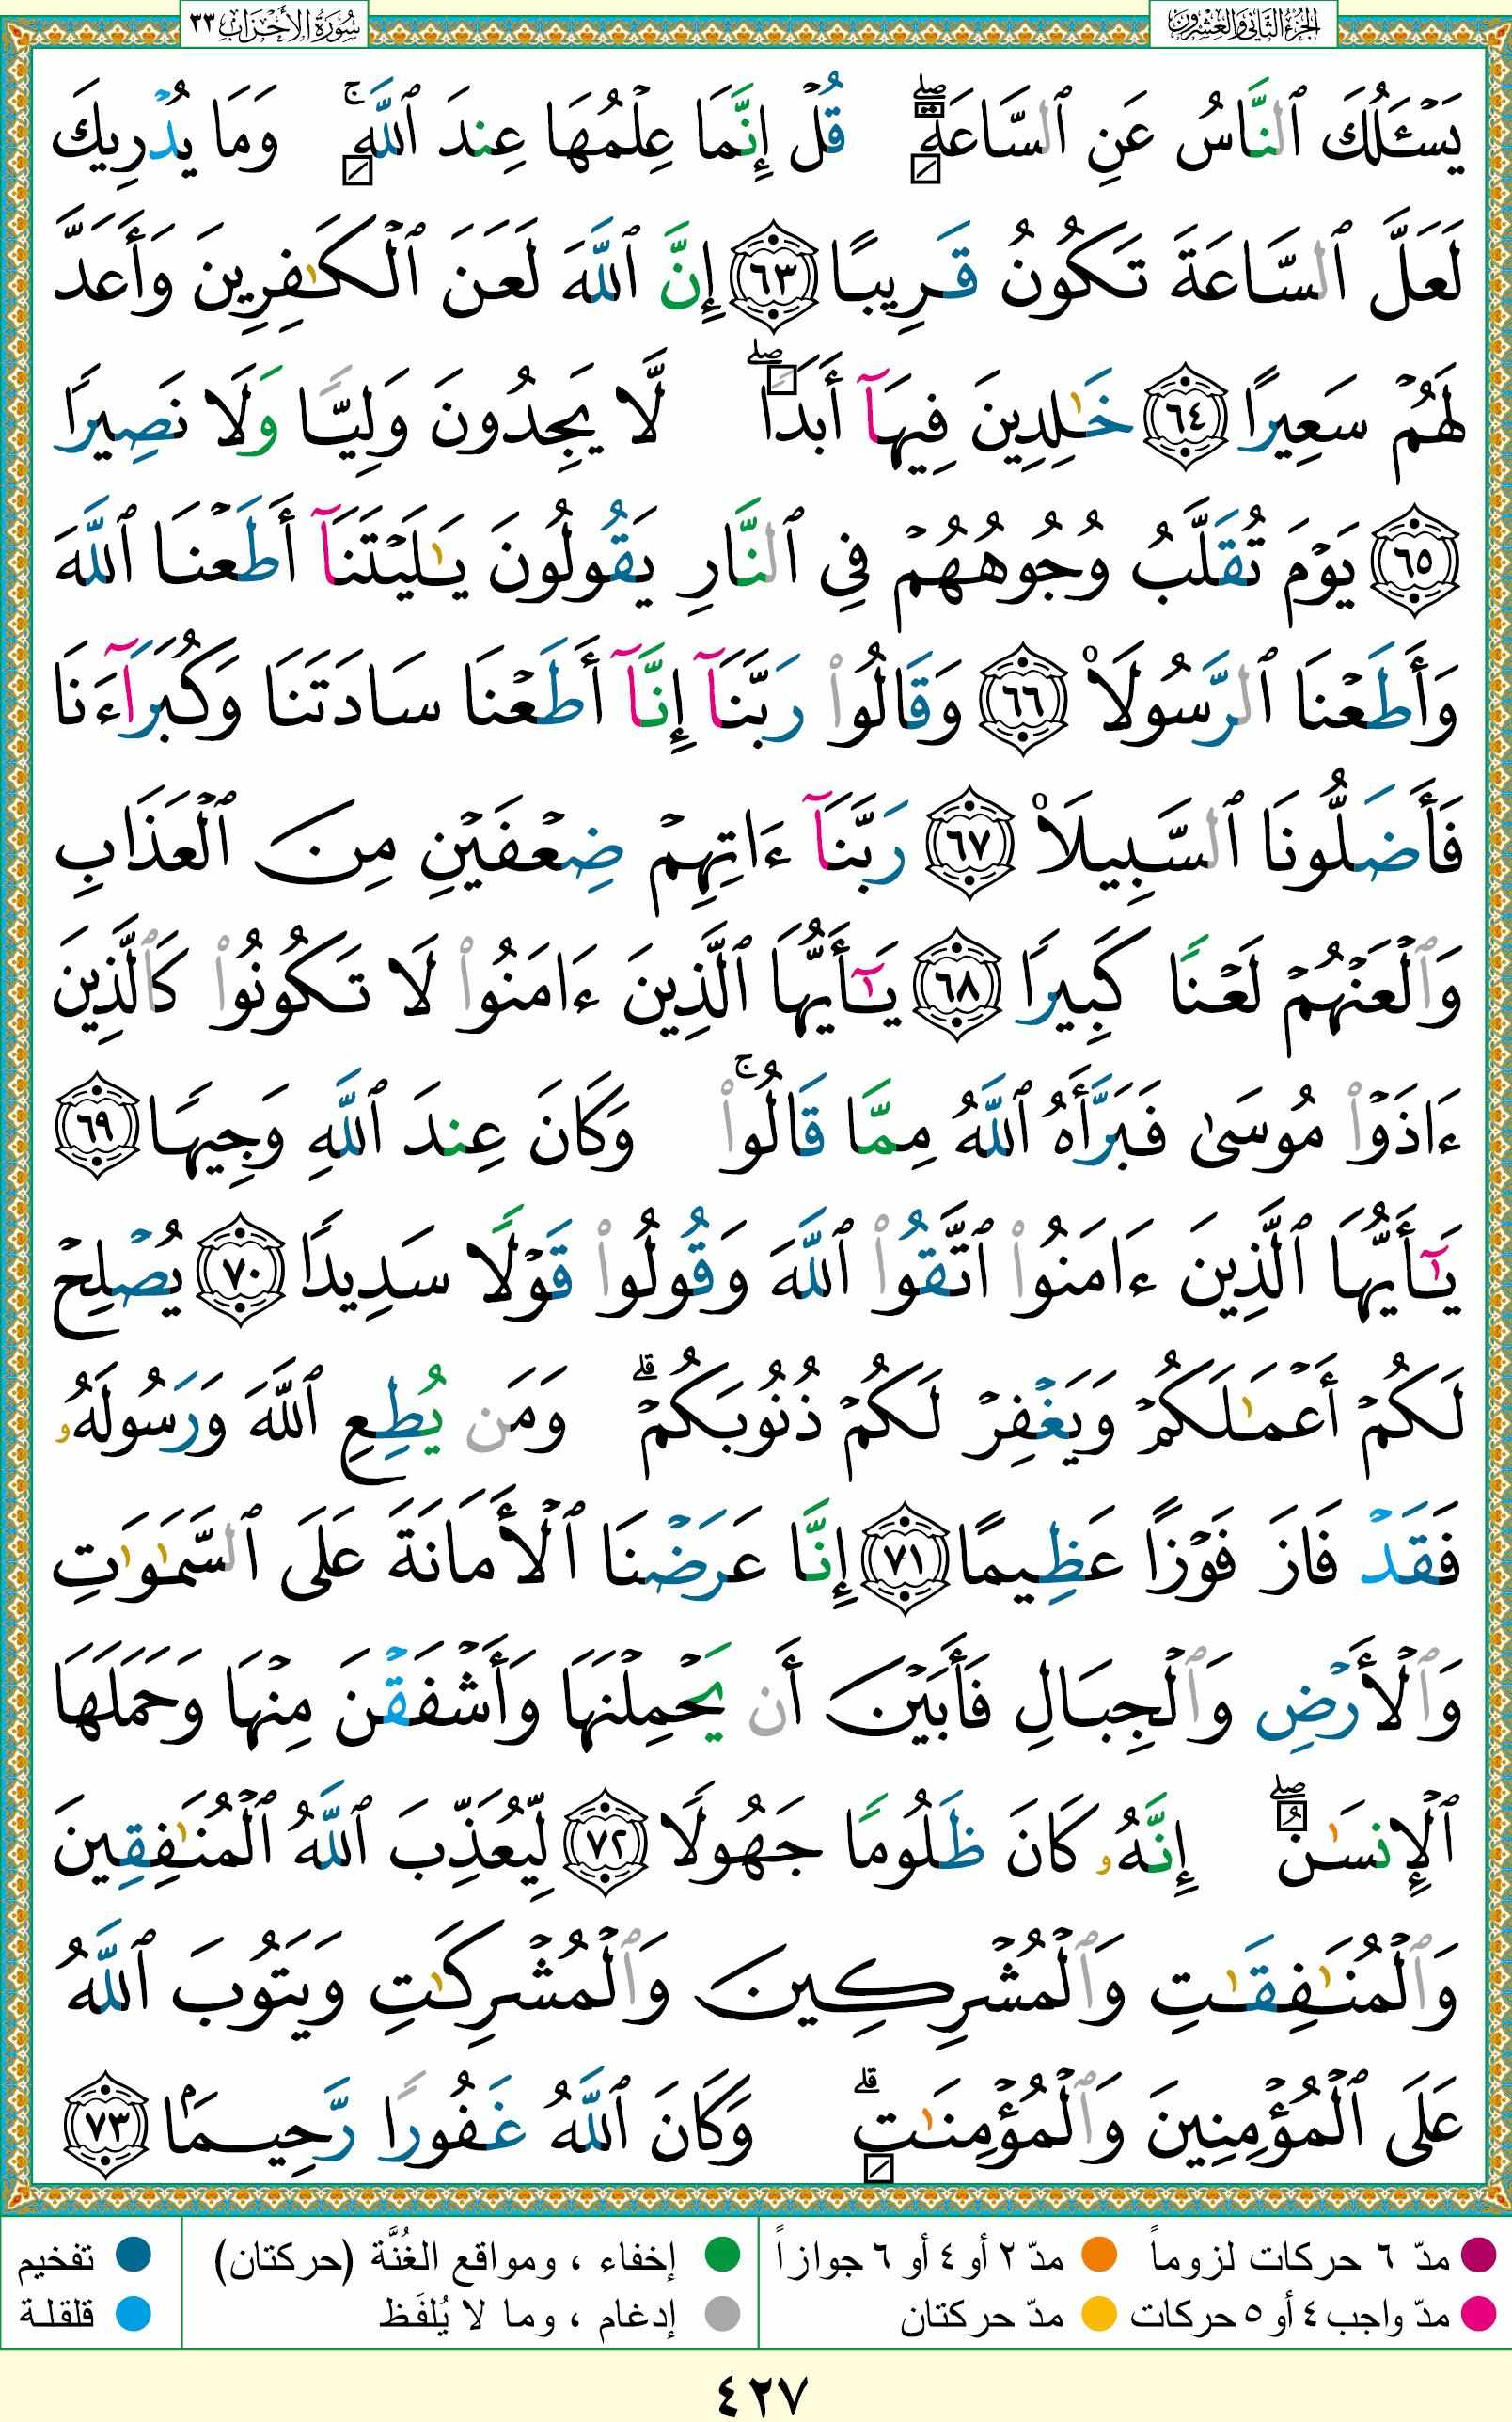 الجزء الثاني والعشرون
سورة الأحزاب ٣٣
يَسْـَٔلُكَ ٱلنَّاسُ عَنِ ٱلسَّاعَةِ ۖ قُلْ إِنَّمَا عِلْمُهَا عِندَ ٱللَّهِ ۚ وَمَا يُدْرِيكَ
لَعَلَّ ٱلسَّاعَةَ تَكُونُ قَرِيبًا ٦٣ إِنَّ ٱللَّهَ لَعَنَ ٱلْكَـٰفِرِينَ وَأَعَدَّ
لَهُمْ سَعِيرًا ٦٤ خَـٰلِدِينَ فِيهَآ أَبَدًا ۖ لَّا يَجِدُونَ وَلِيًّا وَلَا نَصِيرًا
٦٥ يَوْمَ تُقَلَّبُ وُجُوهُهُمْ فِى ٱلنَّارِ يَقُولُونَ يَـٰلَيْتَنَآ أَطَعْنَا ٱللَّهَ
وَأَطَعْنَا ٱلرَّسُولَا۠ ٦٦ وَقَالُوا۟ رَبَّنَآ إِنَّآ أَطَعْنَا سَادَتَنَا وَكُبَرَآءَنَا
فَأَضَلُّونَا ٱلسَّبِيلَا۠ ٦٧ رَبَّنَآ ءَاتِهِمْ ضِعْفَيْنِ مِنَ ٱلْعَذَابِ
وَٱلْعَنْهُمْ لَعْنًا كَبِيرًا ٦٨ يَـٰٓأَيُّهَا ٱلَّذِينَ ءَامَنُوا۟ لَا تَكُونُوا۟ كَٱلَّذِينَ
ءَاذَوْا۟ مُوسَىٰ فَبَرَّأَهُ ٱللَّهُ مِمَّا قَالُوا۟ ۚ وَكَانَ عِندَ ٱللَّهِ وَجِيهًا ٦٩
يَـٰٓأَيُّهَا ٱلَّذِينَ ءَامَنُوا۟ ٱتَّقُوا۟ ٱللَّهَ وَقُولُوا۟ قَوْلًا سَدِيدًا ٧٠ يُصْلِحْ
لَكُمْ أَعْمَـٰلَكُمْ وَيَغْفِرْ لَكُمْ ذُنُوبَكُمْ ۗ وَمَن يُطِعِ ٱللَّهَ وَرَسُولَهُۥ
فَقَدْ فَازَ فَوْزًا عَظِيمًا ٧١ إِنَّا عَرَضْنَا ٱلْأَمَانَةَ عَلَى ٱلسَّمَـٰوَٰتِ
وَٱلْأَرْضِ وَٱلْجِبَالِ فَأَبَيْنَ أَن يَحْمِلْنَهَا وَأَشْفَقْنَ مِنْهَا وَحَمَلَهَا
ٱلْإِنسَـٰنُ ۖ إِنَّهُۥ كَانَ ظَلُومًا جَهُولًا ٧٢ لِّيُعَذِّبَ ٱللَّهُ ٱلْمُنَـٰفِقِينَ
وَٱلْمُنَـٰفِقَـٰتِ وَٱلْمُشْرِكِينَ وَٱلْمُشْرِكَـٰتِ وَيَتُوبَ ٱللَّهُ
عَلَى ٱلْمُؤْمِنِينَ وَٱلْمُؤْمِنَـٰتِ ۗ وَكَانَ ٱللَّهُ غَفُورًا رَّحِيمًۢا ٧٣
مدّ ٦ حركات لزوماً مدّ ٢ أو ٤ أو ٦ جوازاً إخفاء ، ومواقع الغُنَّة (حركتان) تفخيم
مدّ واجب ٤ أو ٥ حركات مدّ حركتان إدغام ، وما لا يُلفَظ قلقلة
٤٢٧